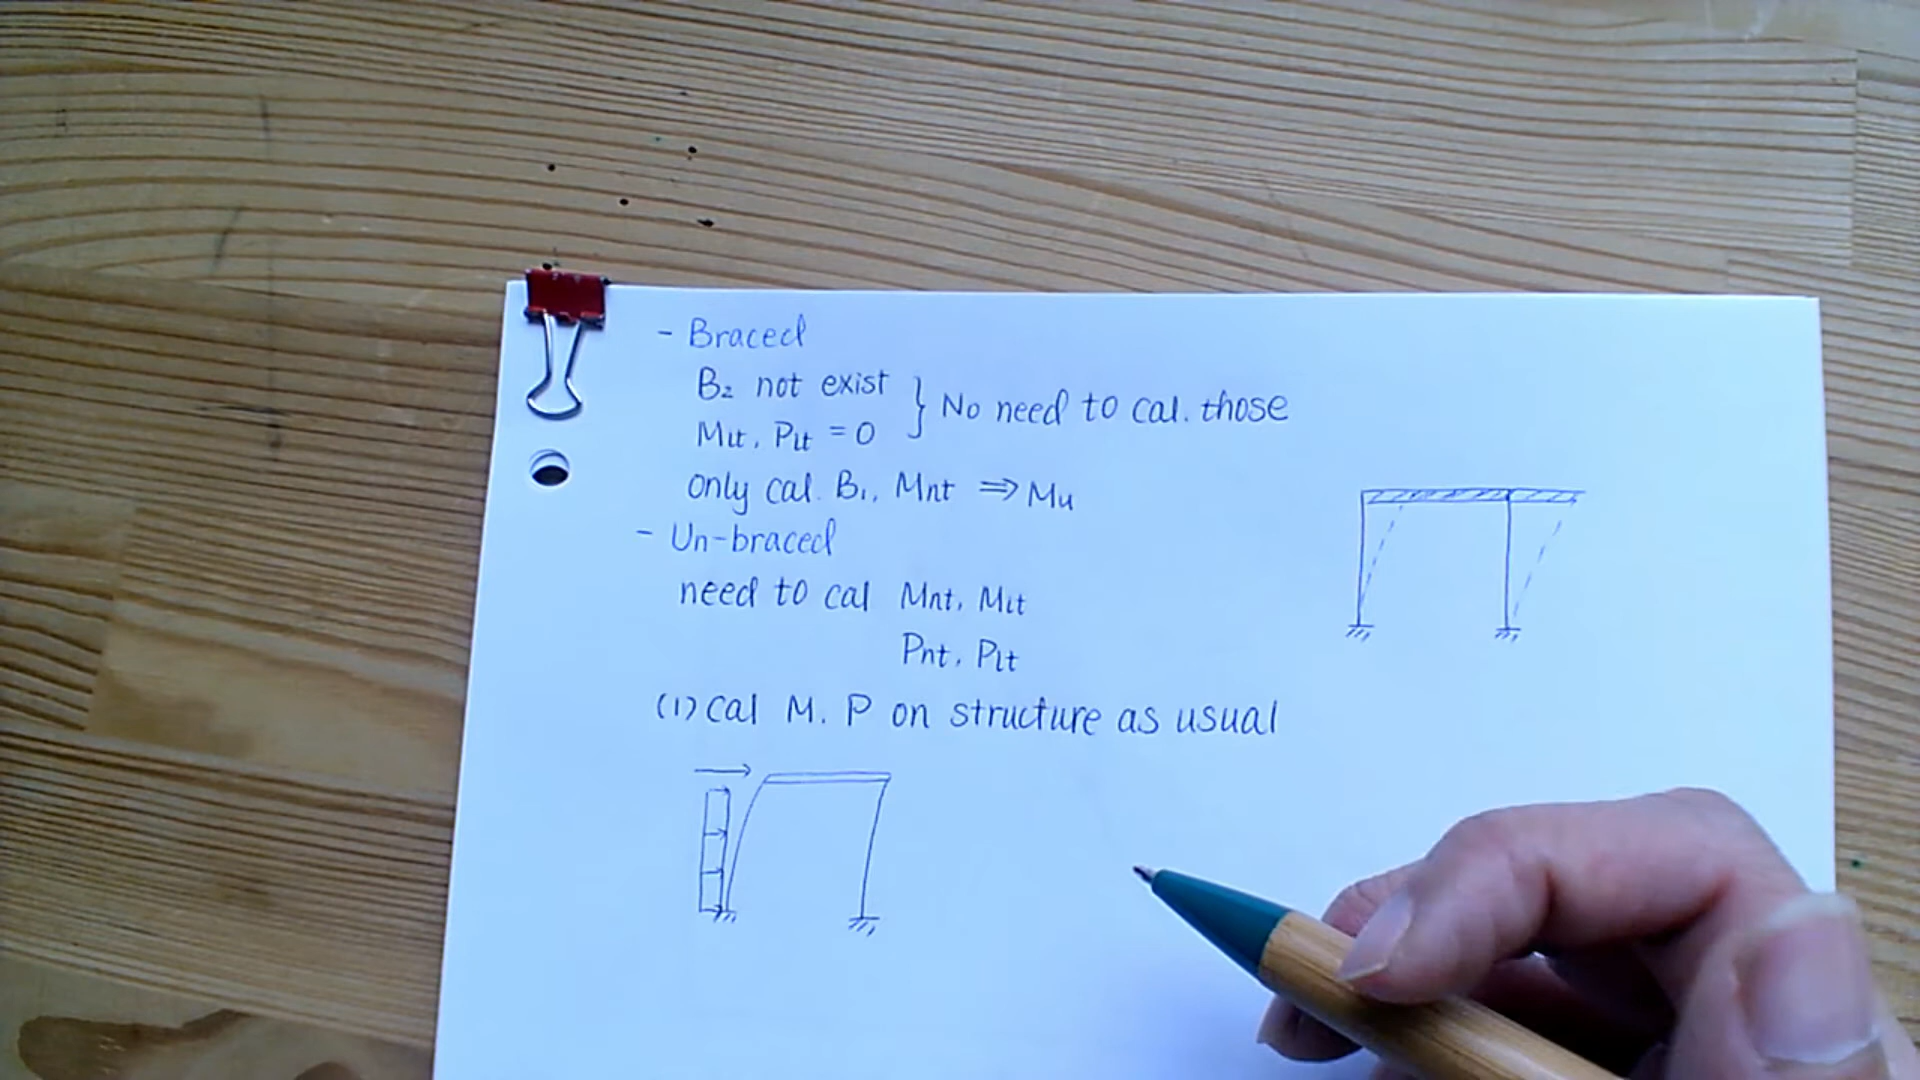 - Braced
B₂ not exist } No need to cal. those
Mlt, Plt = 0
only cal. B₁, Mnt ⇒ Mu
- Un-braced
need to cal Mnt, Mlt
Pnt, Plt
(1) cal M. P on structure as usual